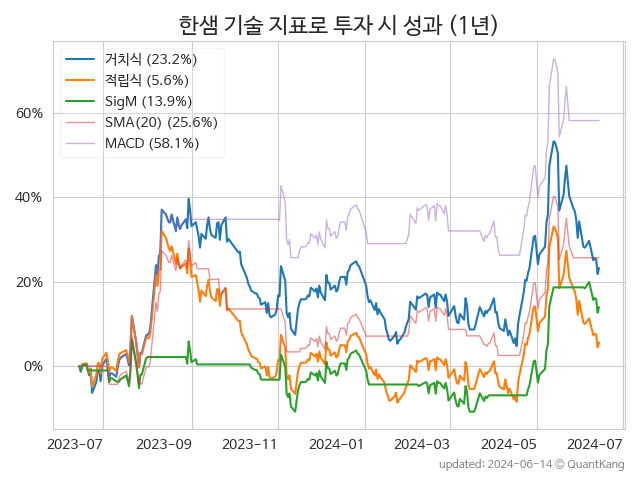 한샘 기술 지표로 투자 시 성과 (1년)
거치식 (23.2%)
적립식 (5.6%)
SigM (13.9%)
SMA(20) (25.6%)
MACD (58.1%)
60%
40%
20%
0%
2023-07 2023-09 2023-11 2024-01 2024-03 2024-05 2024-07
updated: 2024-06-14 © QuantKang